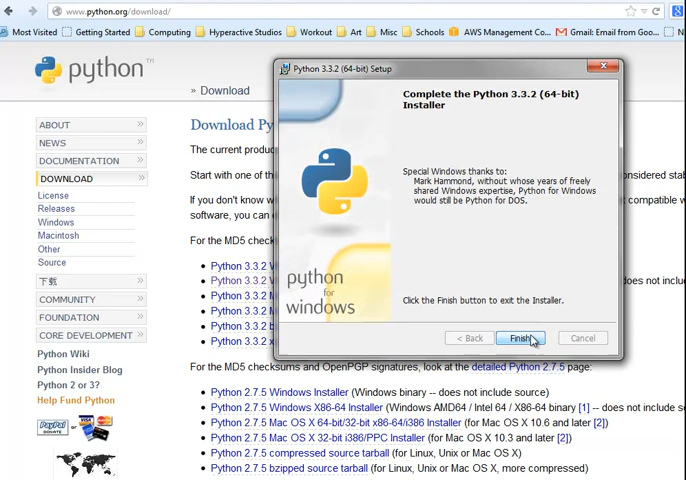 www.python.org/download/
Most Visited
Getting Started
Computing
Hyperactive Studios
Workout
Art
Misc
Schools
AWS Management Co...
Gmail: Email from Goo...
python™
» Download
ABOUT »
NEWS »
DOCUMENTATION »
DOWNLOAD »
License
Releases
Windows
Macintosh
Other
Source
下载 »
COMMUNITY »
FOUNDATION »
CORE DEVELOPMENT »
Python Wiki
Python Insider Blog
Python 2 or 3?
Help Fund Python
PayPal
DONATE
VISA
Download Py
The current produc
Start with one of th
onsidered stab
If you don't know w
compatible w
software, you can
For the MD5 check
• Python 3.3.2 W
• Python 3.3.2
does not inclu
• Python 3.3.2 M
• Python 3.3.2 M
• Python 3.3.2 b
• Python 3.3.2 x
Python 3.3.2 (64-bit) Setup
Complete the Python 3.3.2 (64-bit)
Installer
Special Windows thanks to:
Mark Hammond, without whose years of freely
shared Windows expertise, Python for Windows
would still be Python for DOS.
python
for
windows
Click the Finish button to exit the Installer.
< Back
Finish
Cancel
For the MD5 checksums and OpenPGP signatures, look at the detailed Python 2.7.5 page:
• Python 2.7.5 Windows Installer (Windows binary -- does not include source)
• Python 2.7.5 Windows X86-64 Installer (Windows AMD64 / Intel 64 / X86-64 binary [1] -- does not include so
• Python 2.7.5 Mac OS X 64-bit/32-bit x86-64/i386 Installer (for Mac OS X 10.6 and later [2])
• Python 2.7.5 Mac OS X 32-bit i386/PPC Installer (for Mac OS X 10.3 and later [2])
• Python 2.7.5 compressed source tarball (for Linux, Unix or Mac OS X)
• Python 2.7.5 bzipped source tarball (for Linux, Unix or Mac OS X, more compressed)